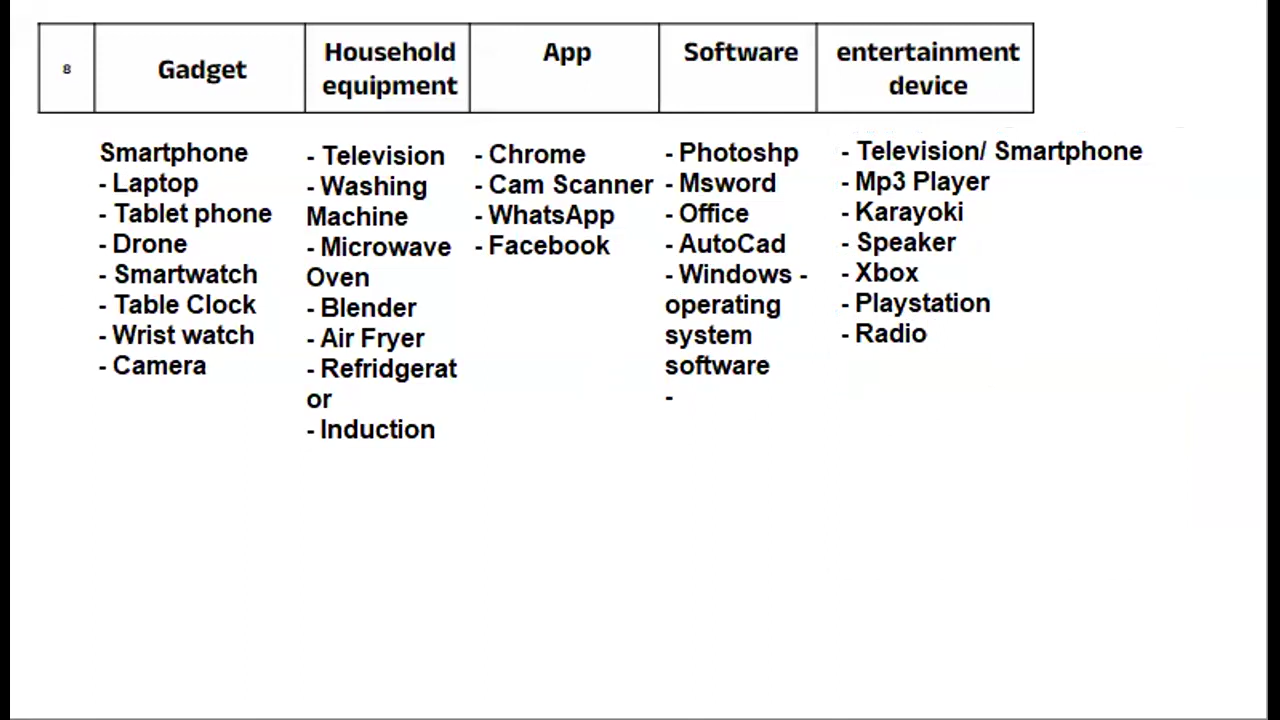 8
Gadget
Household
equipment
App
Software
entertainment
device
Smartphone
- Laptop
- Tablet phone
- Drone
- Smartwatch
- Table Clock
- Wrist watch
- Camera
- Television
- Washing
Machine
- Microwave
Oven
- Blender
- Air Fryer
- Refridgerat
or
- Induction
- Chrome
- Cam Scanner
- WhatsApp
- Facebook
- Photoshp
- Msword
- Office
- AutoCad
- Windows -
operating
system
software
-
- Television/ Smartphone
- Mp3 Player
- Karayoki
- Speaker
- Xbox
- Playstation
- Radio